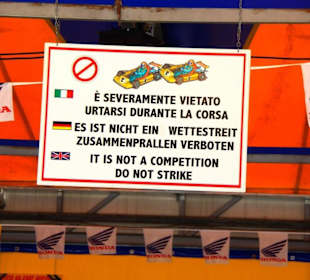 È SEVERAMENTE VIETATO
URTARSI DURANTE LA CORSA
ES IST NICHT EIN WETTESTREIT
ZUSAMMENPRALLEN VERBOTEN
IT IS NOT A COMPETITION
DO NOT STRIKE
HONDA HONDA HONDA HONDA HONDA